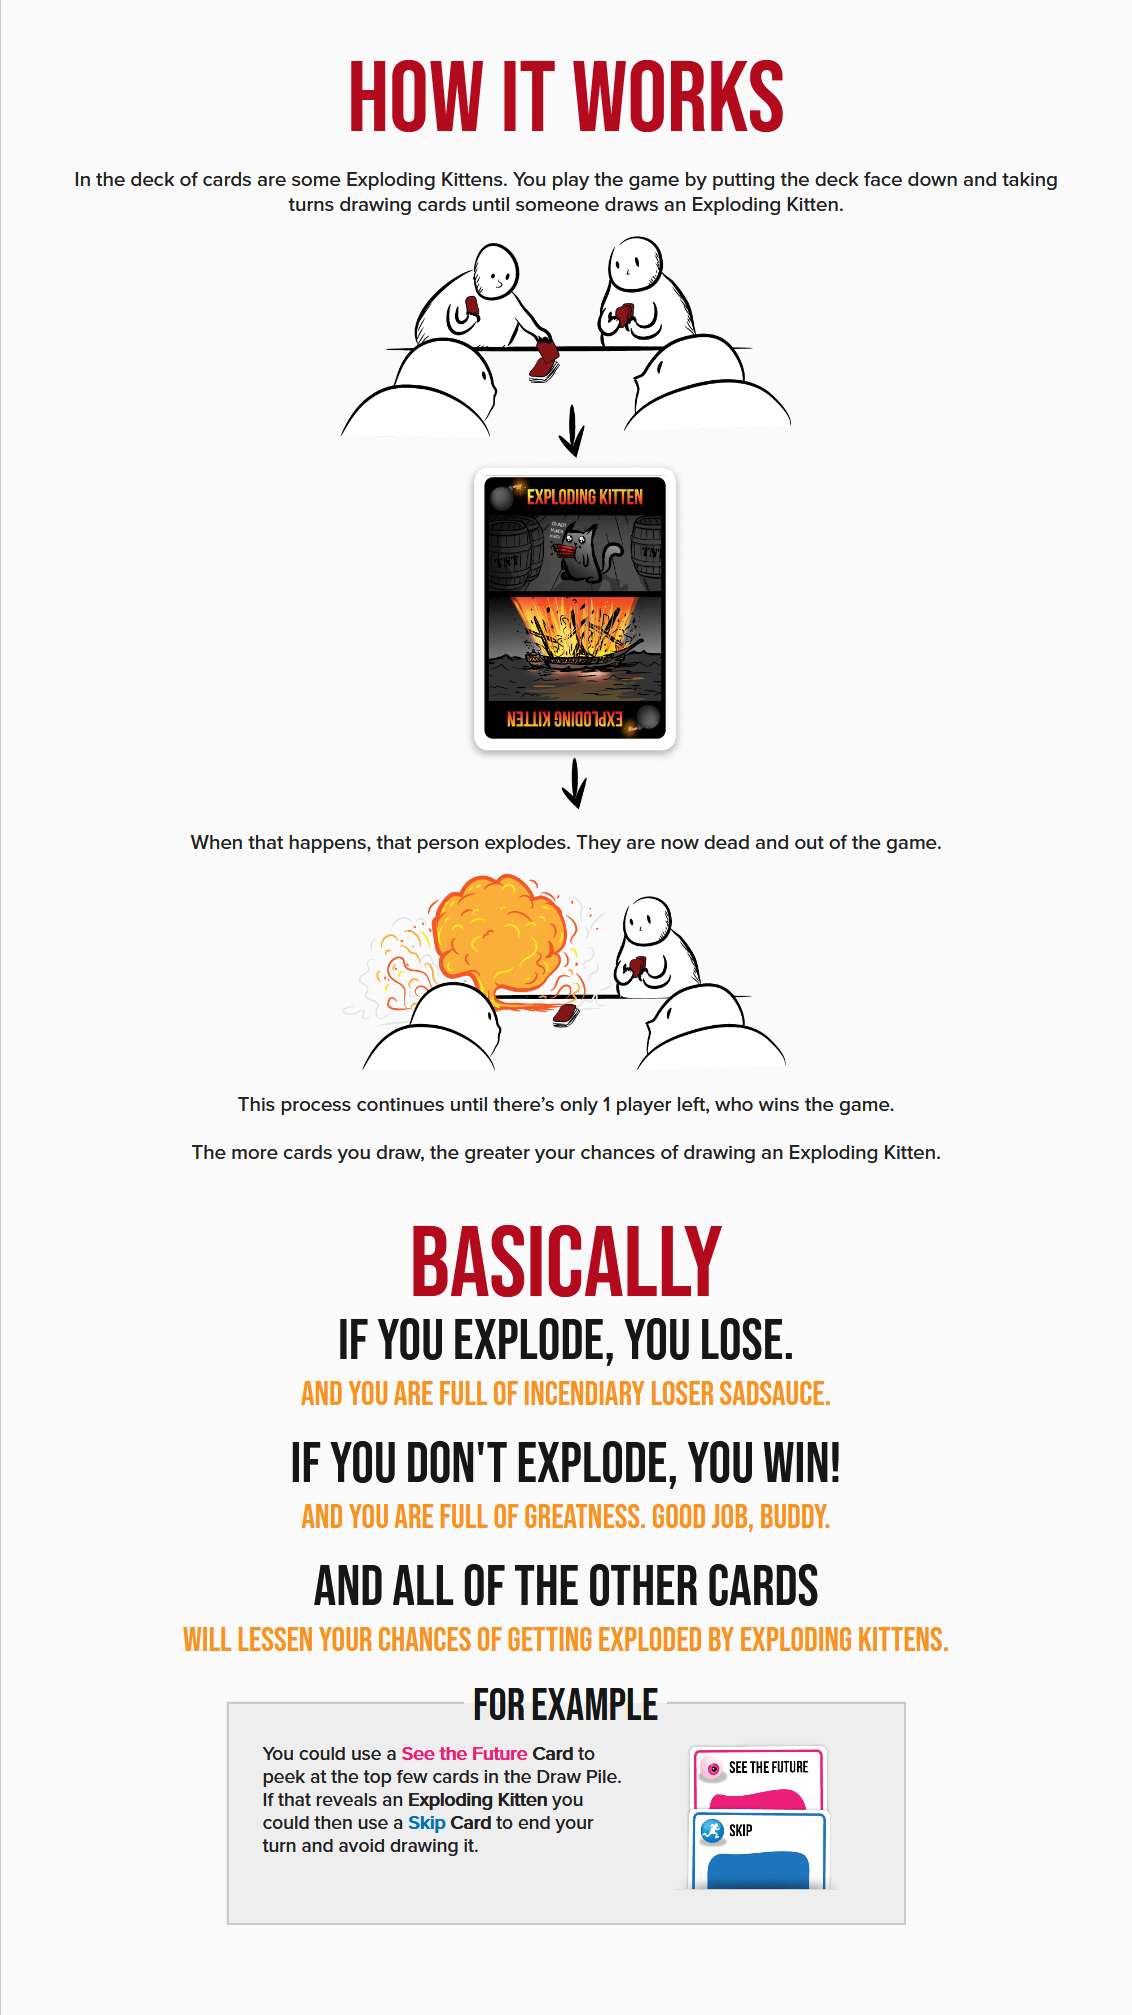 HOW IT WORKS
In the deck of cards are some Exploding Kittens. You play the game by putting the deck face down and taking
turns drawing cards until someone draws an Exploding Kitten.
EXPLODING KITTEN
TNT
EXPLODING KITTEN
When that happens, that person explodes. They are now dead and out of the game.
This process continues until there’s only 1 player left, who wins the game.
The more cards you draw, the greater your chances of drawing an Exploding Kitten.
BASICALLY
IF YOU EXPLODE, YOU LOSE.
AND YOU ARE FULL OF INCENDIARY LOSER SADSAUCE.
IF YOU DON'T EXPLODE, YOU WIN!
AND YOU ARE FULL OF GREATNESS. GOOD JOB, BUDDY.
AND ALL OF THE OTHER CARDS
WILL LESSEN YOUR CHANCES OF GETTING EXPLODED BY EXPLODING KITTENS.
FOR EXAMPLE
You could use a See the Future Card to
peek at the top few cards in the Draw Pile.
If that reveals an Exploding Kitten you
could then use a Skip Card to end your
turn and avoid drawing it.
SEE THE FUTURE
SKIP